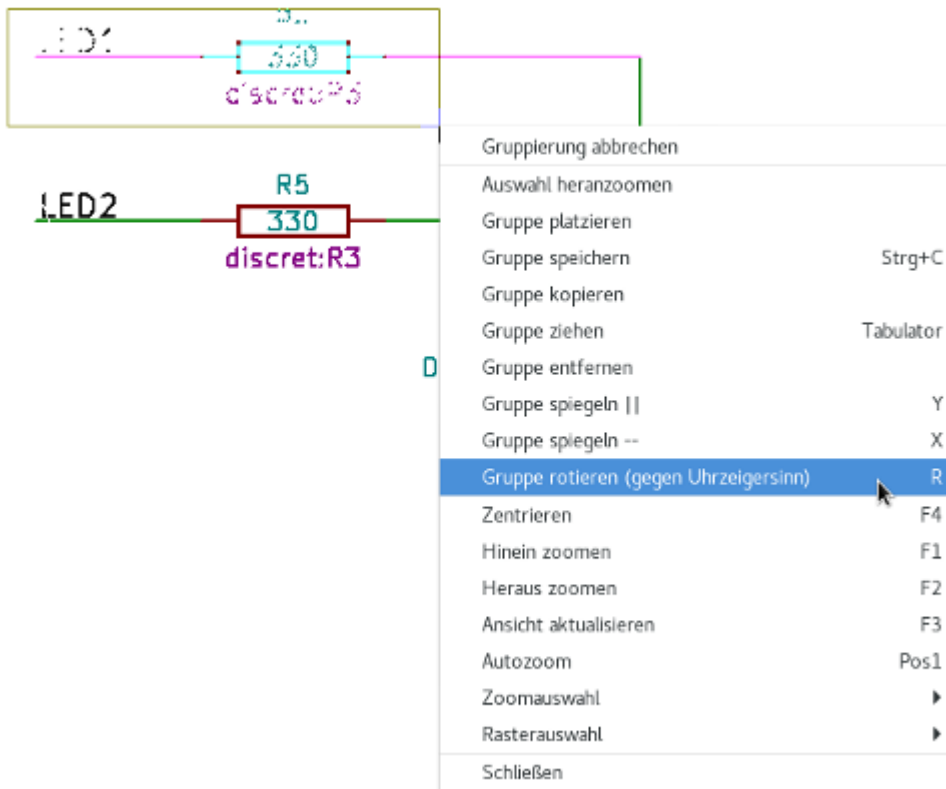 LED1
330
LED2
R5
330
discret:R3
D
Gruppierung abbrechen
Auswahl heranzoomen
Gruppe platzieren
Gruppe speichern Strg+C
Gruppe kopieren
Gruppe ziehen Tabulator
Gruppe entfernen
Gruppe spiegeln || Y
Gruppe spiegeln -- X
Gruppe rotieren (gegen Uhrzeigersinn) R
Zentrieren F4
Hinein zoomen F1
Heraus zoomen F2
Ansicht aktualisieren F3
Autozoom Pos1
Zoomauswahl
Rasterauswahl
Schließen